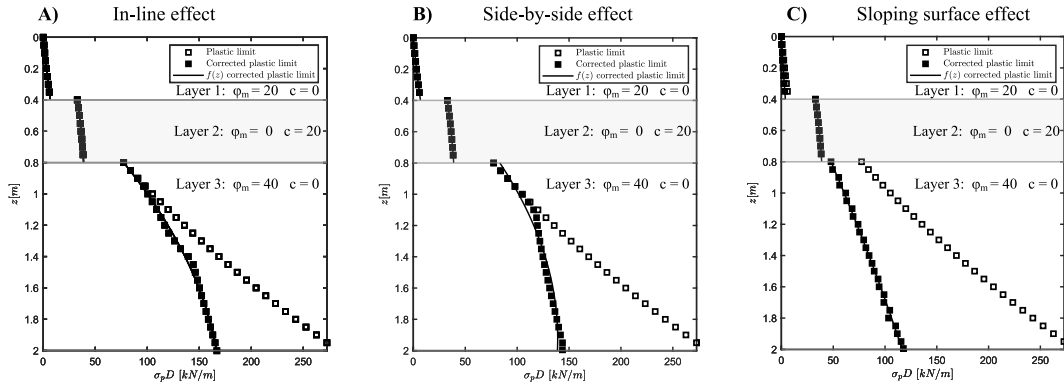 A) In-line effect
Plastic limit
Corrected plastic limit
f(z) corrected plastic limit
Layer 1: φm = 20 c = 0
Layer 2: φm = 0 c = 20
Layer 3: φm = 40 c = 0
0
0.2
0.4
0.6
0.8
1
1.2
1.4
1.6
1.8
2
z[m]
0 50 100 150 200 250
σpD [kN/m]
B) Side-by-side effect
Plastic limit
Corrected plastic limit
f(z) corrected plastic limit
Layer 1: φm = 20 c = 0
Layer 2: φm = 0 c = 20
Layer 3: φm = 40 c = 0
0
0.2
0.4
0.6
0.8
1
1.2
1.4
1.6
1.8
2
z[m]
0 50 100 150 200 250
σpD [kN/m]
C) Sloping surface effect
Plastic limit
Corrected plastic limit
f(z) corrected plastic limit
Layer 1: φm = 20 c = 0
Layer 2: φm = 0 c = 20
Layer 3: φm = 40 c = 0
0
0.2
0.4
0.6
0.8
1
1.2
1.4
1.6
1.8
2
z[m]
0 50 100 150 200 250
σpD [kN/m]